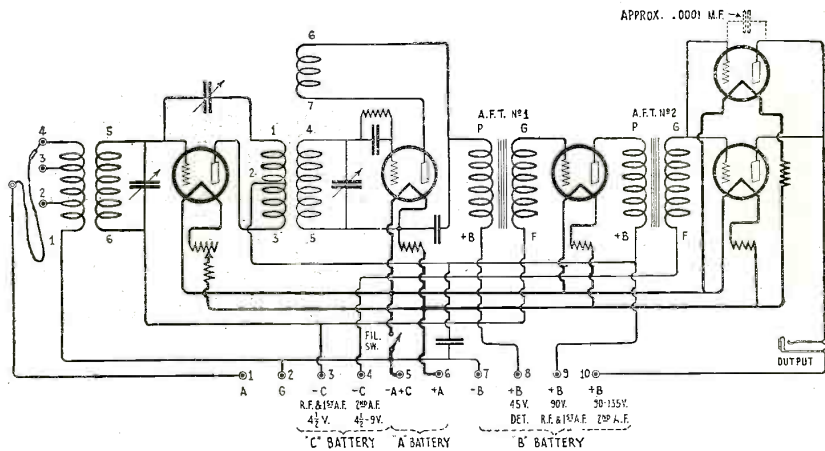 APPROX. .0001 M.F.
6
7
4
3
2
1
5
6
1
2
3
4
5
A.F.T. Nº1
P
G
+B
F
A.F.T. Nº2
P
G
+B
F
FIL.
SW.
OUTPUT
1 2 3 4 5 6 7 8 9 10
A G -C -C -A+C +A -B +B +B +B
R.F.&1ST A.F. 2ND A.F. 45V. 90V. 90-135V.
4½V. 4½-9V. DET. R.F.&1ST A.F. 2ND A.F.
"C" BATTERY "A" BATTERY "B" BATTERY